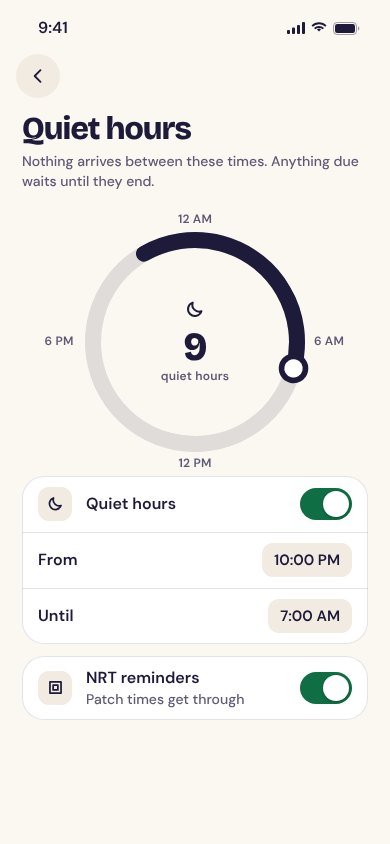 9:41
Quiet hours
Nothing arrives between these times. Anything due
waits until they end.
12 AM
6 PM
9
quiet hours
6 AM
12 PM
Quiet hours
From
10:00 PM
Until
7:00 AM
NRT reminders
Patch times get through